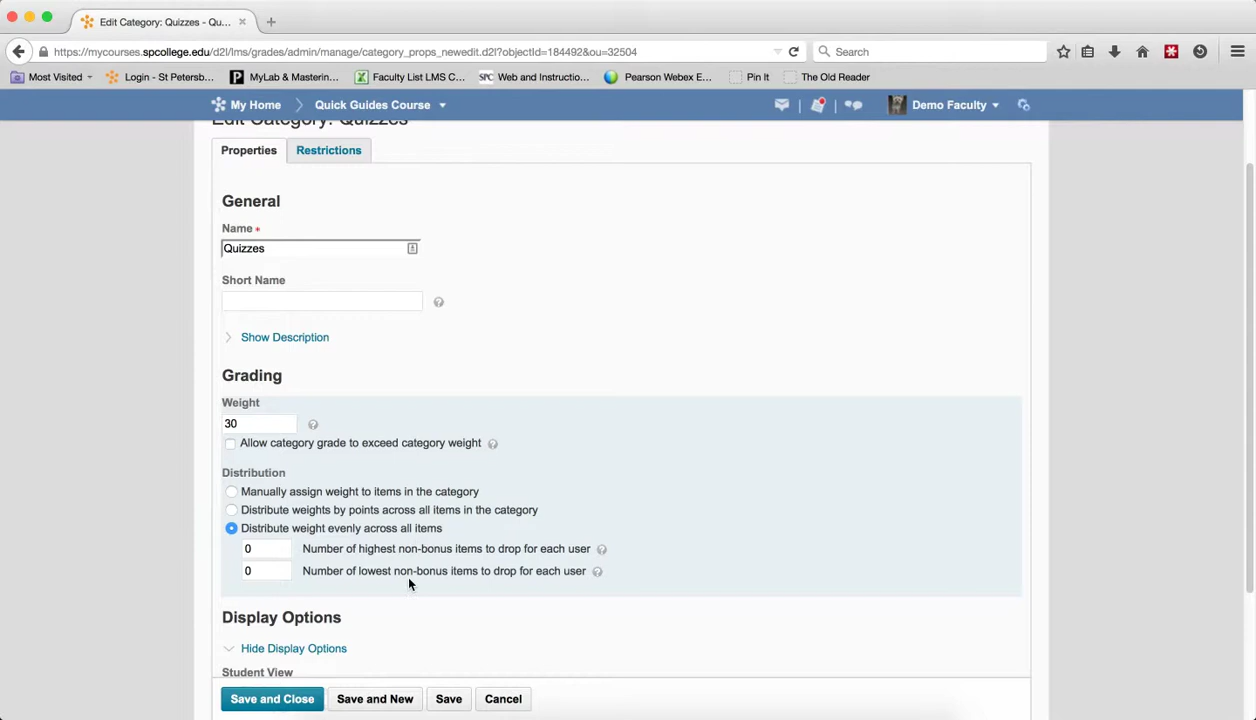 Edit Category: Quizzes - Qu...
https://mycourses.spcollege.edu/d2l/lms/grades/admin/manage/category_props_newedit.d2l?objectId=184492&ou=32504
Search
Most Visited
Login - St Petersb...
MyLab & Masterin...
Faculty List LMS C...
SPC Web and Instructio...
Pearson Webex E...
Pin It
The Old Reader
My Home
Quick Guides Course
Demo Faculty
Edit Category: Quizzes
Properties
Restrictions
General
Name *
Quizzes
Short Name
Show Description
Grading
Weight
30
Allow category grade to exceed category weight
Distribution
Manually assign weight to items in the category
Distribute weights by points across all items in the category
Distribute weight evenly across all items
0 Number of highest non-bonus items to drop for each user
0 Number of lowest non-bonus items to drop for each user
Display Options
Hide Display Options
Student View
Save and Close
Save and New
Save
Cancel